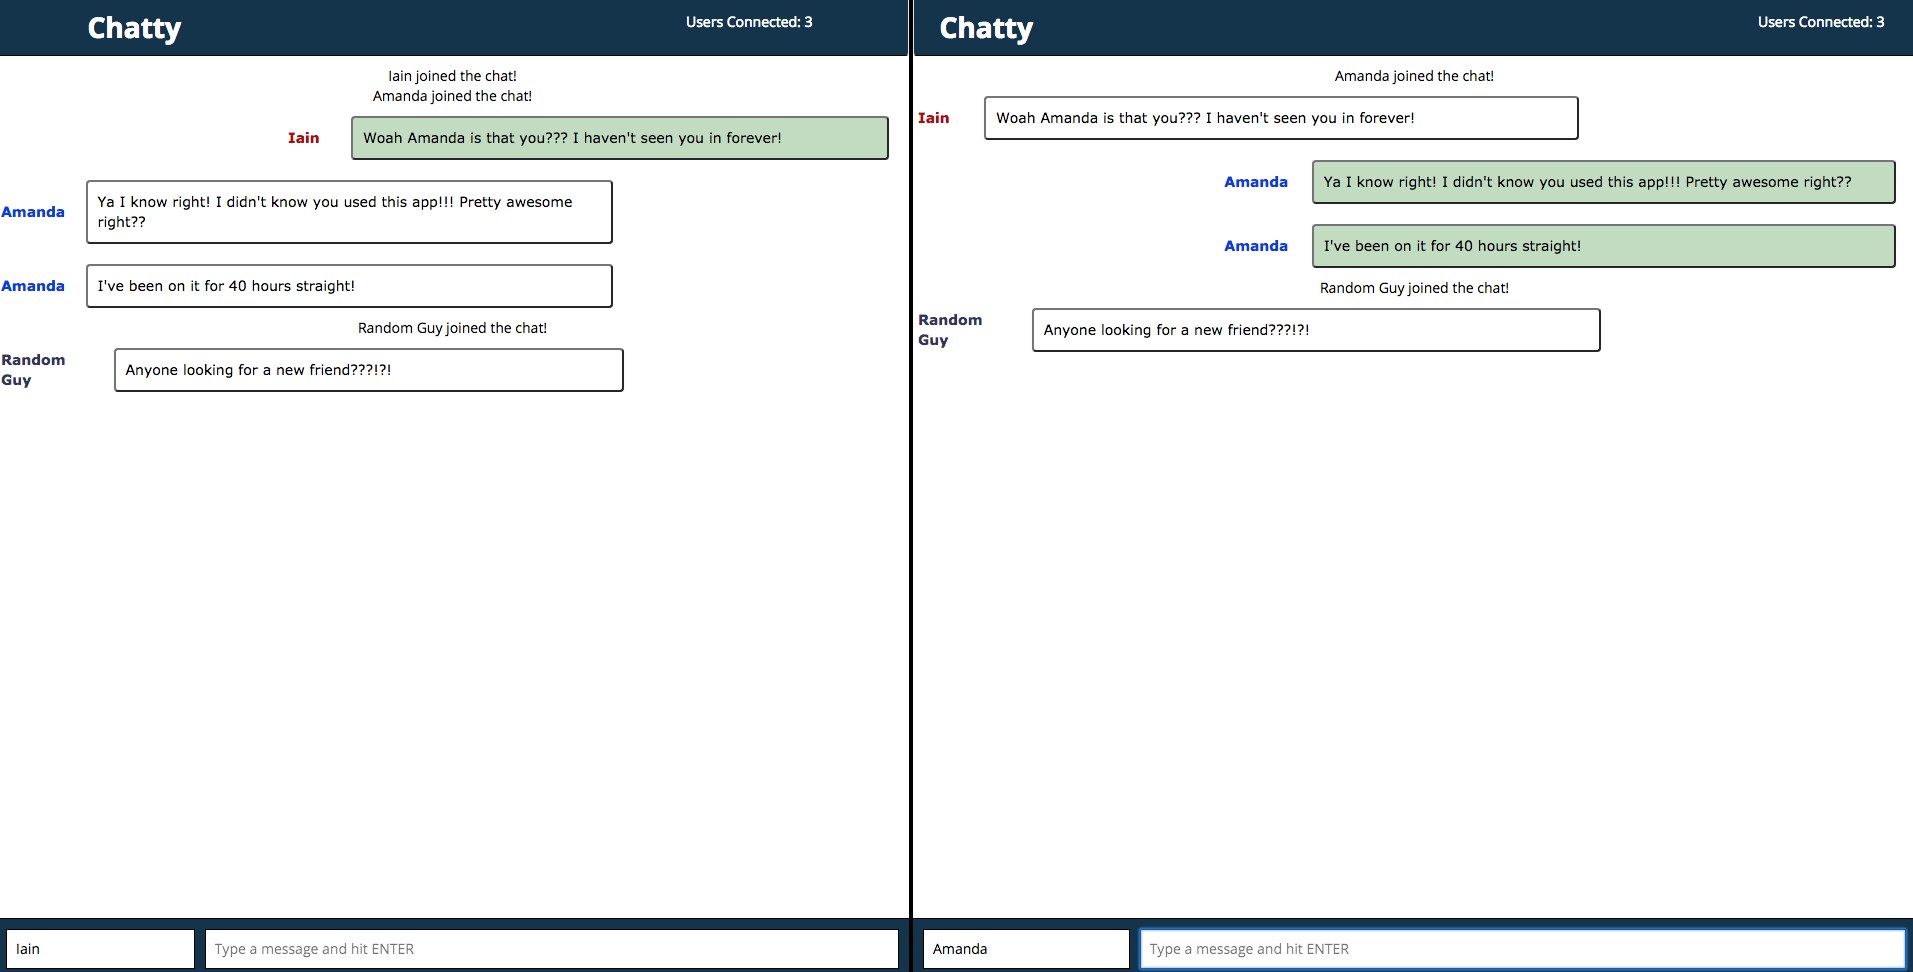 Chatty
Users Connected: 3
Iain joined the chat!
Amanda joined the chat!
Iain
Woah Amanda is that you??? I haven't seen you in forever!
Amanda
Ya I know right! I didn't know you used this app!!! Pretty awesome
right??
Amanda
I've been on it for 40 hours straight!
Random Guy joined the chat!
Random
Guy
Anyone looking for a new friend???!?!
Iain
Type a message and hit ENTER
Chatty
Users Connected: 3
Amanda joined the chat!
Iain
Woah Amanda is that you??? I haven't seen you in forever!
Amanda
Ya I know right! I didn't know you used this app!!! Pretty awesome right??
Amanda
I've been on it for 40 hours straight!
Random Guy joined the chat!
Random
Guy
Anyone looking for a new friend???!?!
Amanda
Type a message and hit ENTER